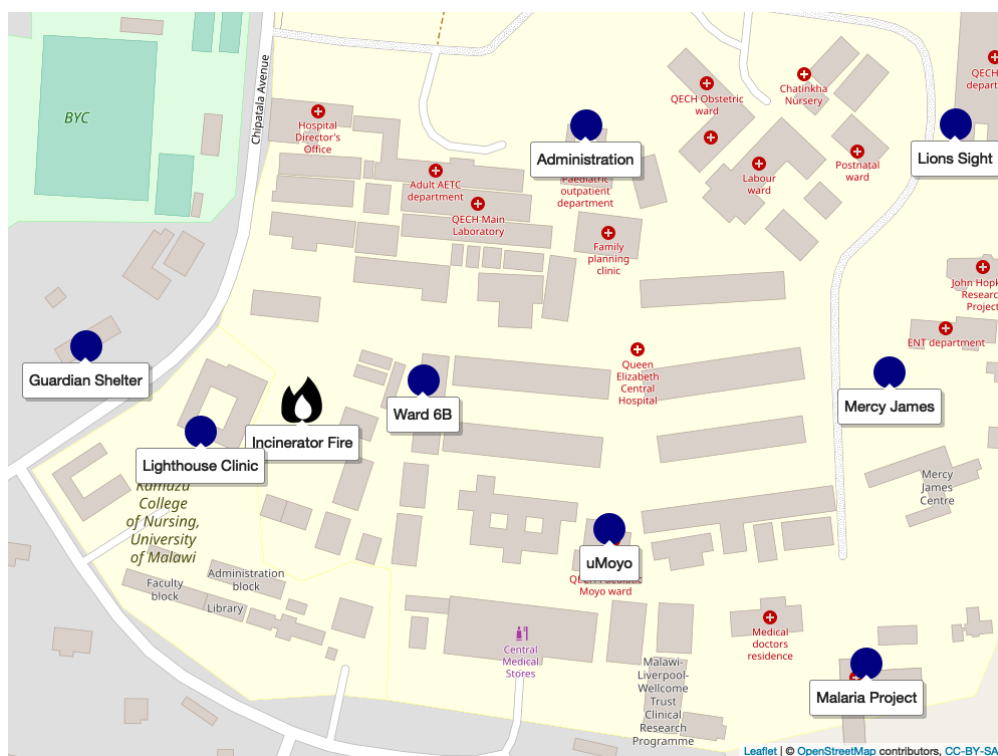 BYC
Chipatala Avenue
Hospital
Director's
Office
Adult AETC
department
QECH Main
Laboratory
Administration
Paediatric
outpatient
department
Family
planning
clinic
QECH Obstetric
ward
Chatinkha
Nursery
Labour
ward
Postnatal
ward
QECH
depart
Lions Sight
John Hopk
Research
Project
ENT department
Queen
Elizabeth
Central
Hospital
Guardian Shelter
Ward 6B
Mercy James
Incinerator Fire
Lighthouse Clinic
Kamuzu
College
of Nursing,
University
of Malawi
Mercy
James
Centre
uMoyo
Moyo ward
Administration
block
Faculty
block
Library
Central
Medical
Stores
Medical
doctors
residence
Malawi-
Liverpool-
Wellcome
Trust
Clinical
Research
Programme
Malaria Project
Leaflet | © OpenStreetMap contributors, CC-BY-SA